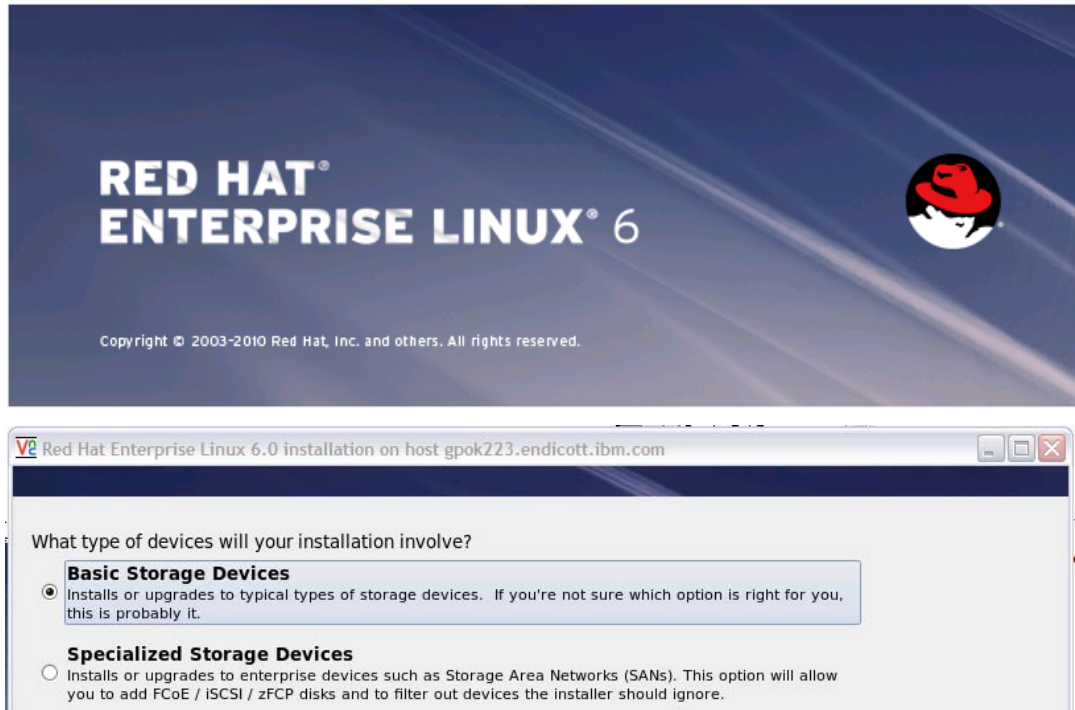 RED HAT®
ENTERPRISE LINUX® 6
Copyright © 2003-2010 Red Hat, Inc. and others. All rights reserved.
Red Hat Enterprise Linux 6.0 installation on host gpok223.endicott.ibm.com
What type of devices will your installation involve?
Basic Storage Devices
Installs or upgrades to typical types of storage devices.  If you're not sure which option is right for you,
this is probably it.
Specialized Storage Devices
Installs or upgrades to enterprise devices such as Storage Area Networks (SANs). This option will allow
you to add FCoE / iSCSI / zFCP disks and to filter out devices the installer should ignore.